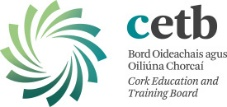 cetb
Bord Oideachais agus
Oiliúna Chorcaí
Cork Education and
Training Board